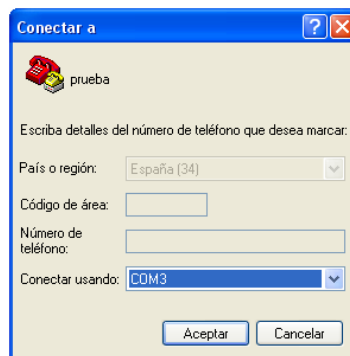 Conectar a
prueba
Escriba detalles del número de teléfono que desea marcar:
País o región: España (34)
Código de área:
Número de
teléfono:
Conectar usando: COM3
Aceptar Cancelar